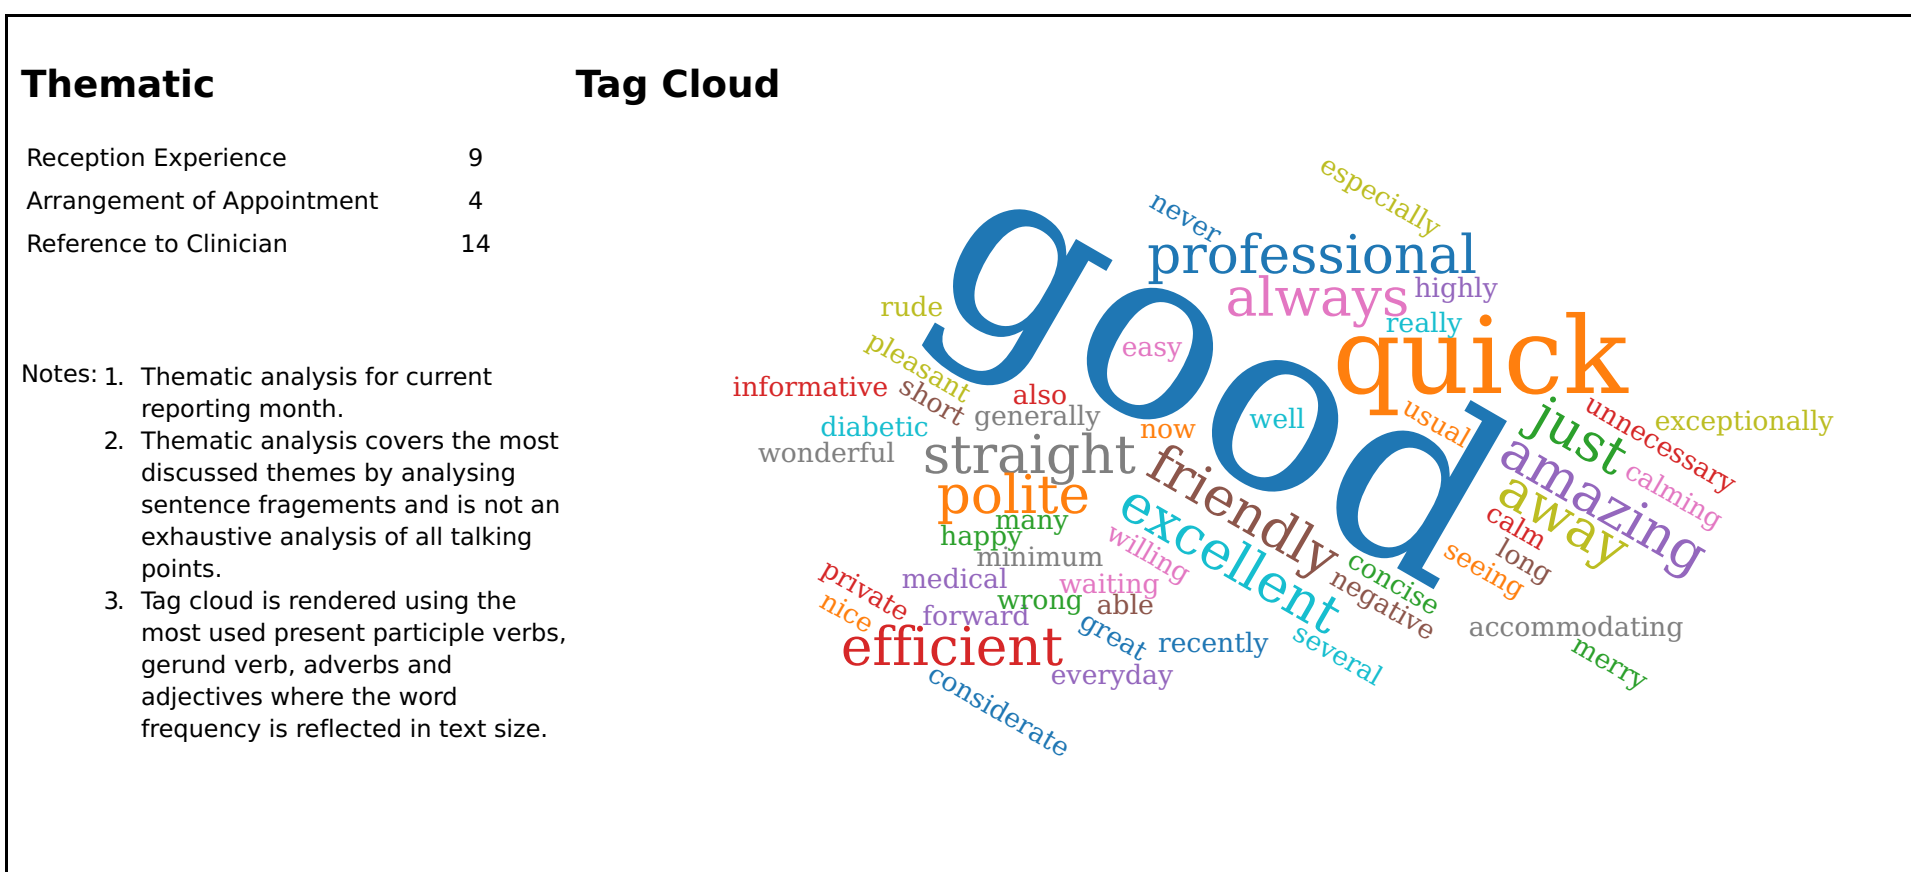 Thematic
Reception Experience 9
Arrangement of Appointment 4
Reference to Clinician 14
Notes: 1. Thematic analysis for current
reporting month.
2. Thematic analysis covers the most
discussed themes by analysing
sentence fragements and is not an
exhaustive analysis of all talking
points.
3. Tag cloud is rendered using the
most used present participle verbs,
gerund verb, adverbs and
adjectives where the word
frequency is reflected in text size.
Tag Cloud
especially
never
professional
always
highly
rude
really
good
quick
easy
pleasant
informative
short
also
generally
diabetic
wonderful
now
well
usual
just
unnecessary
exceptionally
straight
friendly
amazing
calming
polite
away
many
happy
excellent
calm
long
minimum
willing
seeing
concise
negative
private
medical
waiting
wrong
able
nice
forward
great
recently
several
accommodating
merry
efficient
everyday
considerate